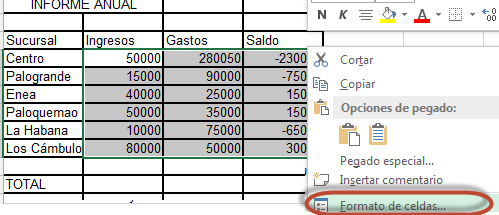 INFORME ANUAL
Sucursal Ingresos Gastos Saldo
Centro 50000 280050 -2300
Palogrande 15000 90000 -750
Enea 40000 25000 150
Paloquemao 50000 35000 150
La Habana 10000 75000 -650
Los Cámbulo 80000 50000 300
TOTAL
N K S A
Cortar
Copiar
Opciones de pegado:
Pegado especial...
Insertar comentario
Formato de celdas...